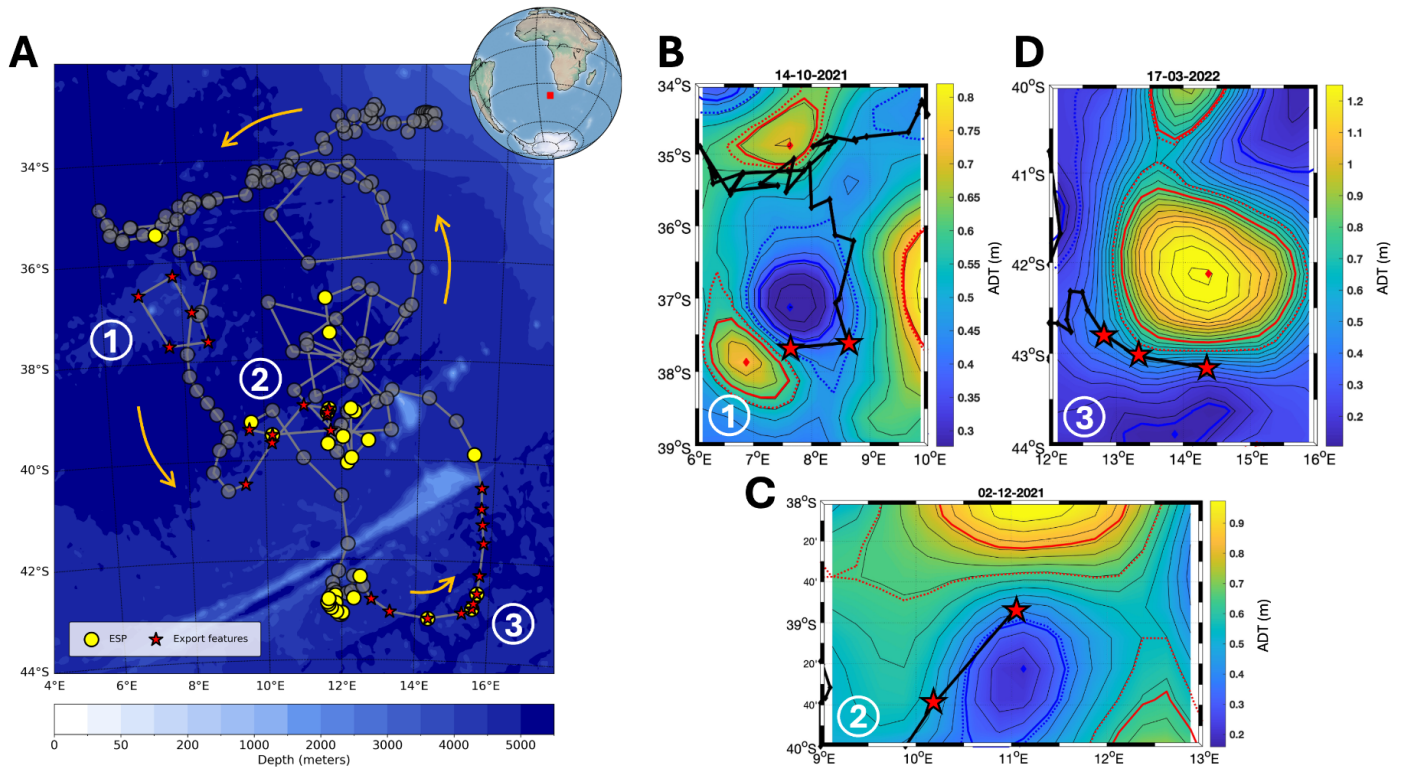 A
34°S
36°S
38°S
40°S
42°S
44°S
4°E
6°E
8°E
10°E
12°E
14°E
16°E
1
2
3
ESP
Export features
0
50
200
1000
2000
3000
4000
5000
Depth (meters)
B
14-10-2021
34°S
35°S
36°S
37°S
38°S
39°S
6°E
7°E
8°E
9°E
10°E
1
0.8
0.75
0.7
0.65
0.6
0.55
0.5
0.45
0.4
0.35
0.3
ADT (m)
D
17-03-2022
40°S
41°S
42°S
43°S
44°S
12°E
13°E
14°E
15°E
16°E
3
1.2
1.1
1
0.9
0.8
0.7
0.6
0.5
0.4
0.3
0.2
ADT (m)
C
02-12-2021
38°S
20'
40'
39°S
20'
40'
40°S
9°E
10°E
11°E
12°E
13°E
2
0.9
0.8
0.7
0.6
0.5
0.4
0.3
0.2
ADT (m)